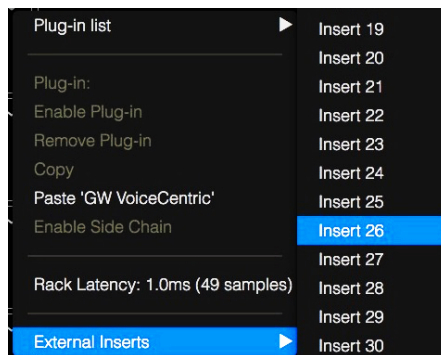 Plug-in list
Plug-in:
Enable Plug-in
Remove Plug-in
Copy
Paste 'GW VoiceCentric'
Enable Side Chain
Rack Latency: 1.0ms (49 samples)
External Inserts
Insert 19
Insert 20
Insert 21
Insert 22
Insert 23
Insert 24
Insert 25
Insert 26
Insert 27
Insert 28
Insert 29
Insert 30